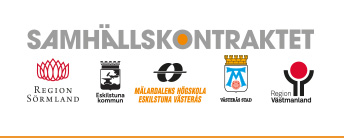 SAMHÄLLSKONTRAKTET
REGION
SÖRMLAND
Eskilstuna
kommun
MÄLARDALENS HÖGSKOLA
ESKILSTUNA VÄSTERÅS
VÄSTERÅS STAD
Region
Västmanland